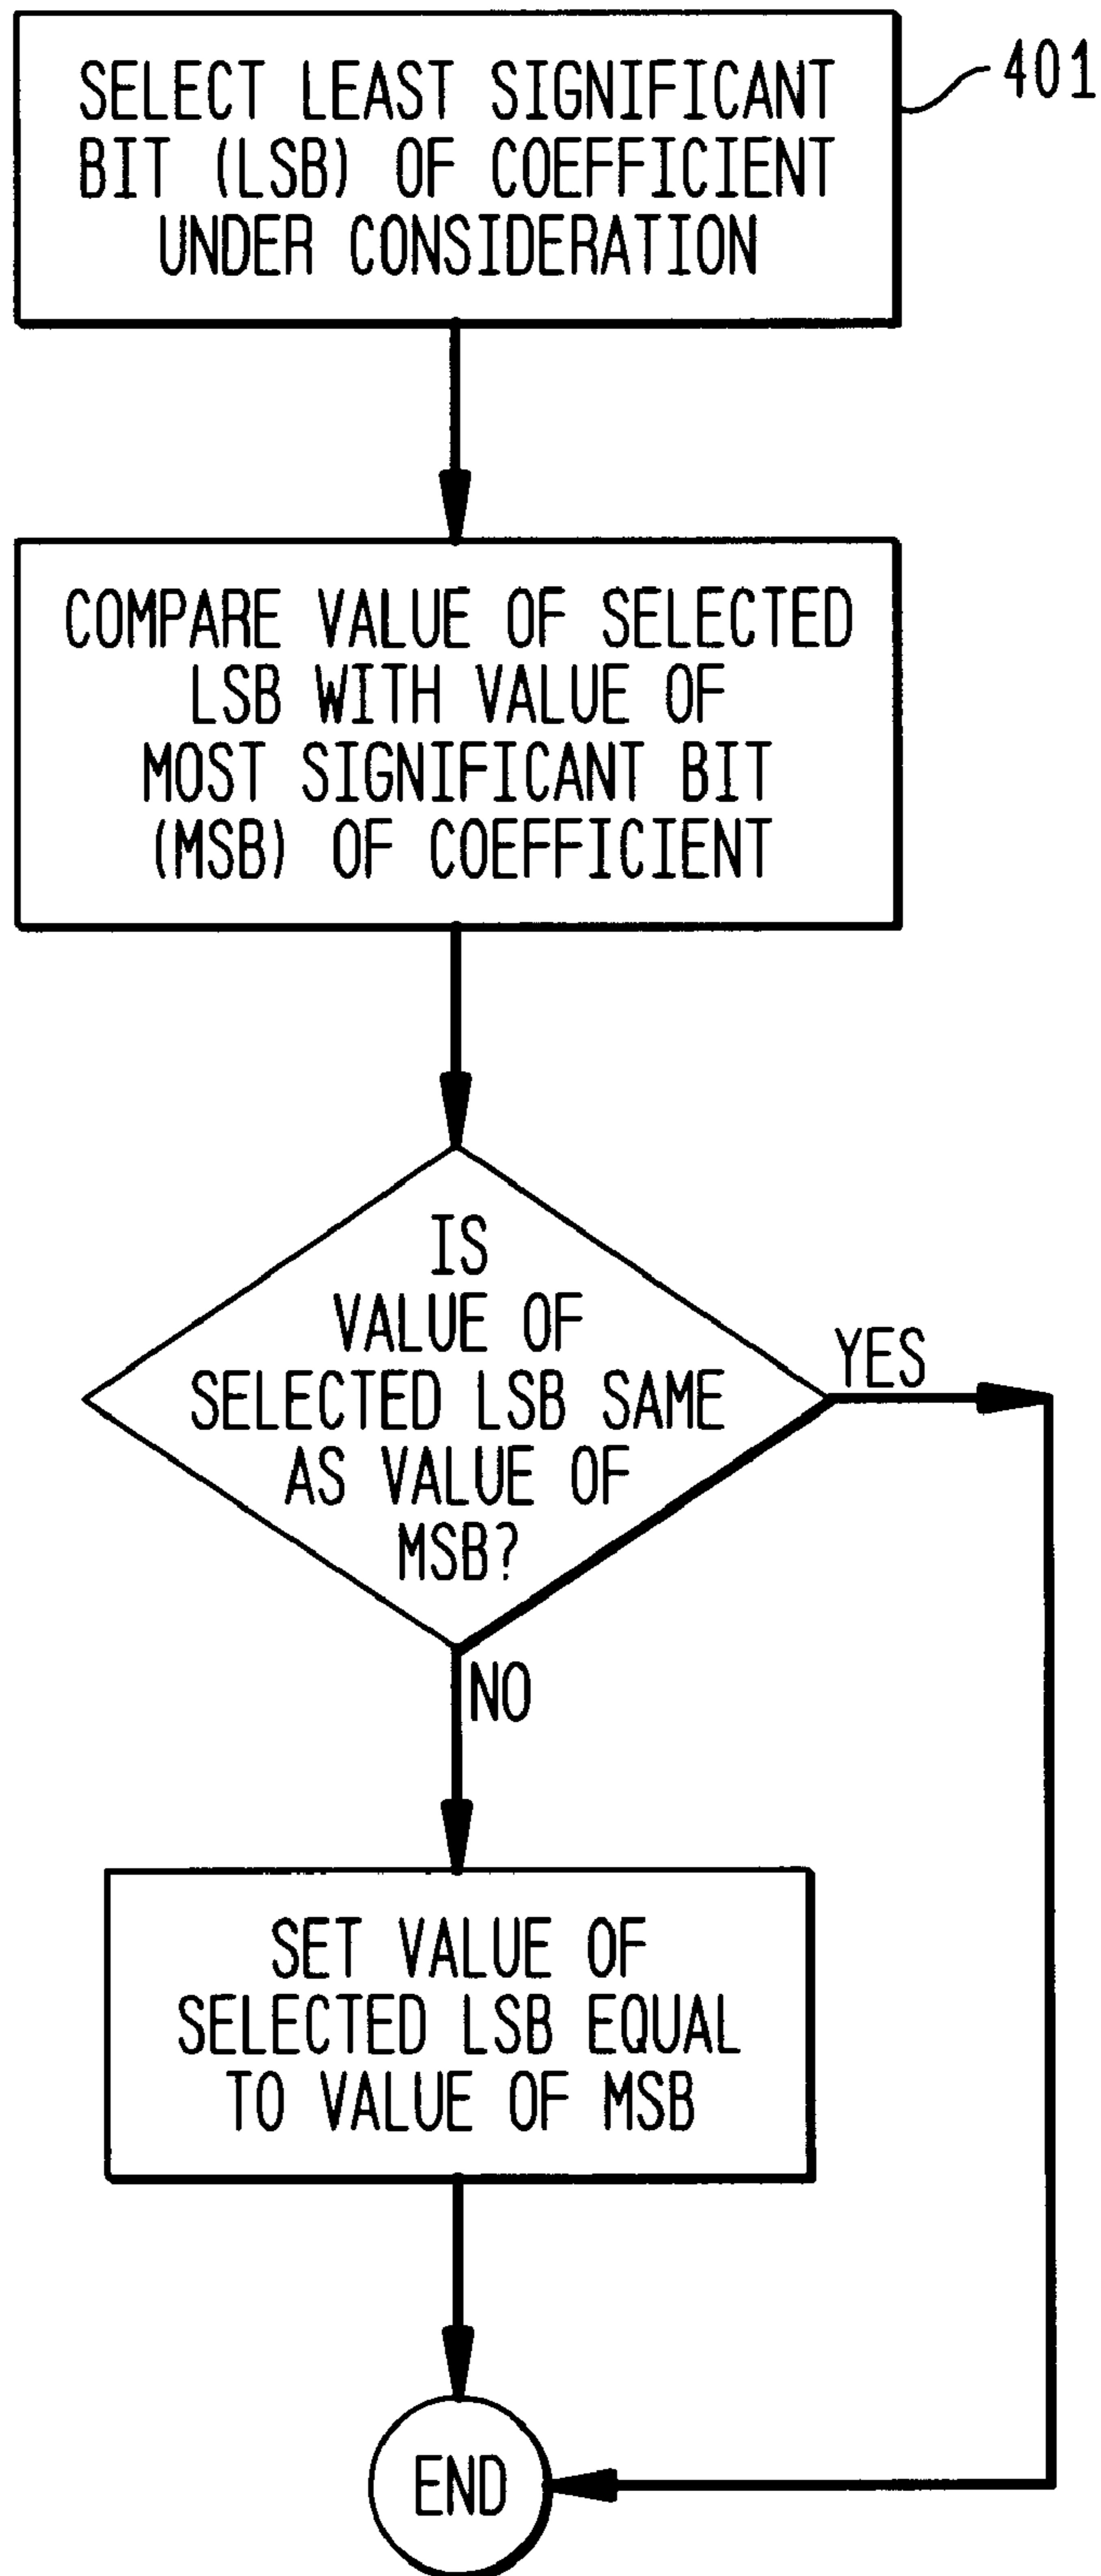 SELECT LEAST SIGNIFICANT
BIT (LSB) OF COEFFICIENT
UNDER CONSIDERATION
401
COMPARE VALUE OF SELECTED
LSB WITH VALUE OF
MOST SIGNIFICANT BIT
(MSB) OF COEFFICIENT
IS
VALUE OF
SELECTED LSB SAME
AS VALUE OF
MSB?
YES
NO
SET VALUE OF
SELECTED LSB EQUAL
TO VALUE OF MSB
END